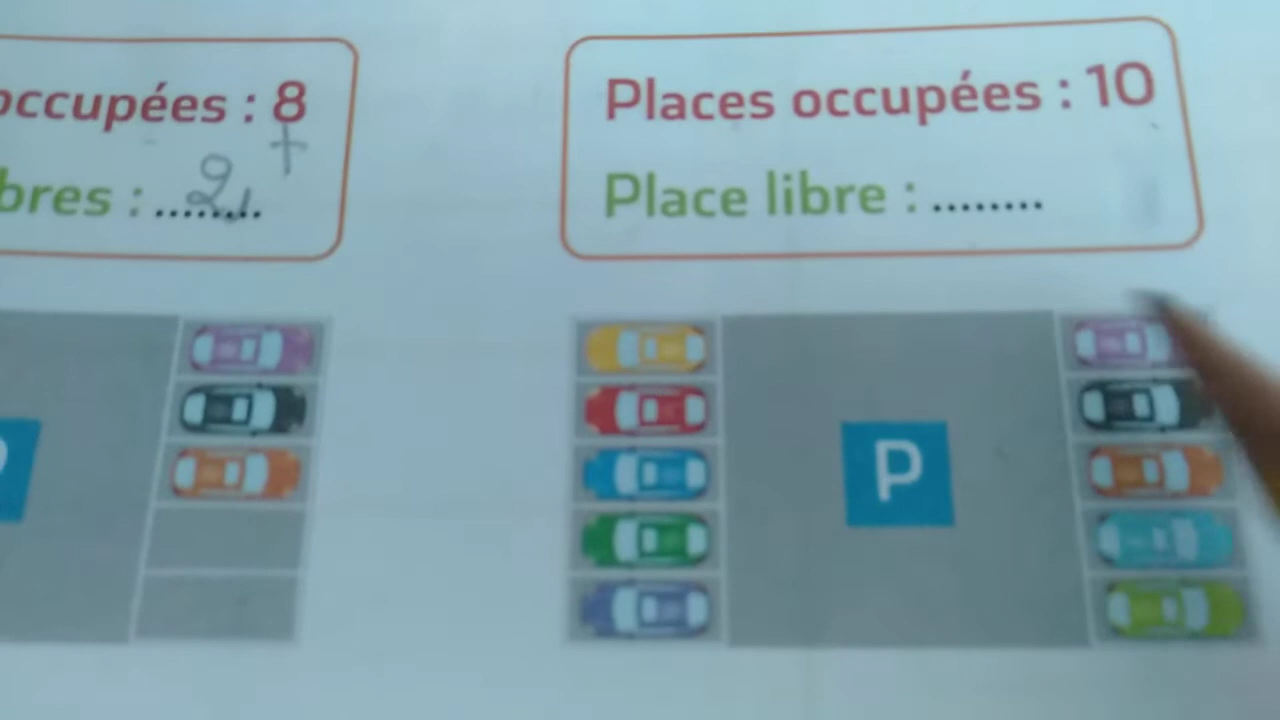 occupées : 8
bres : ...2.....
+
Places occupées : 10
Place libre : ........
P